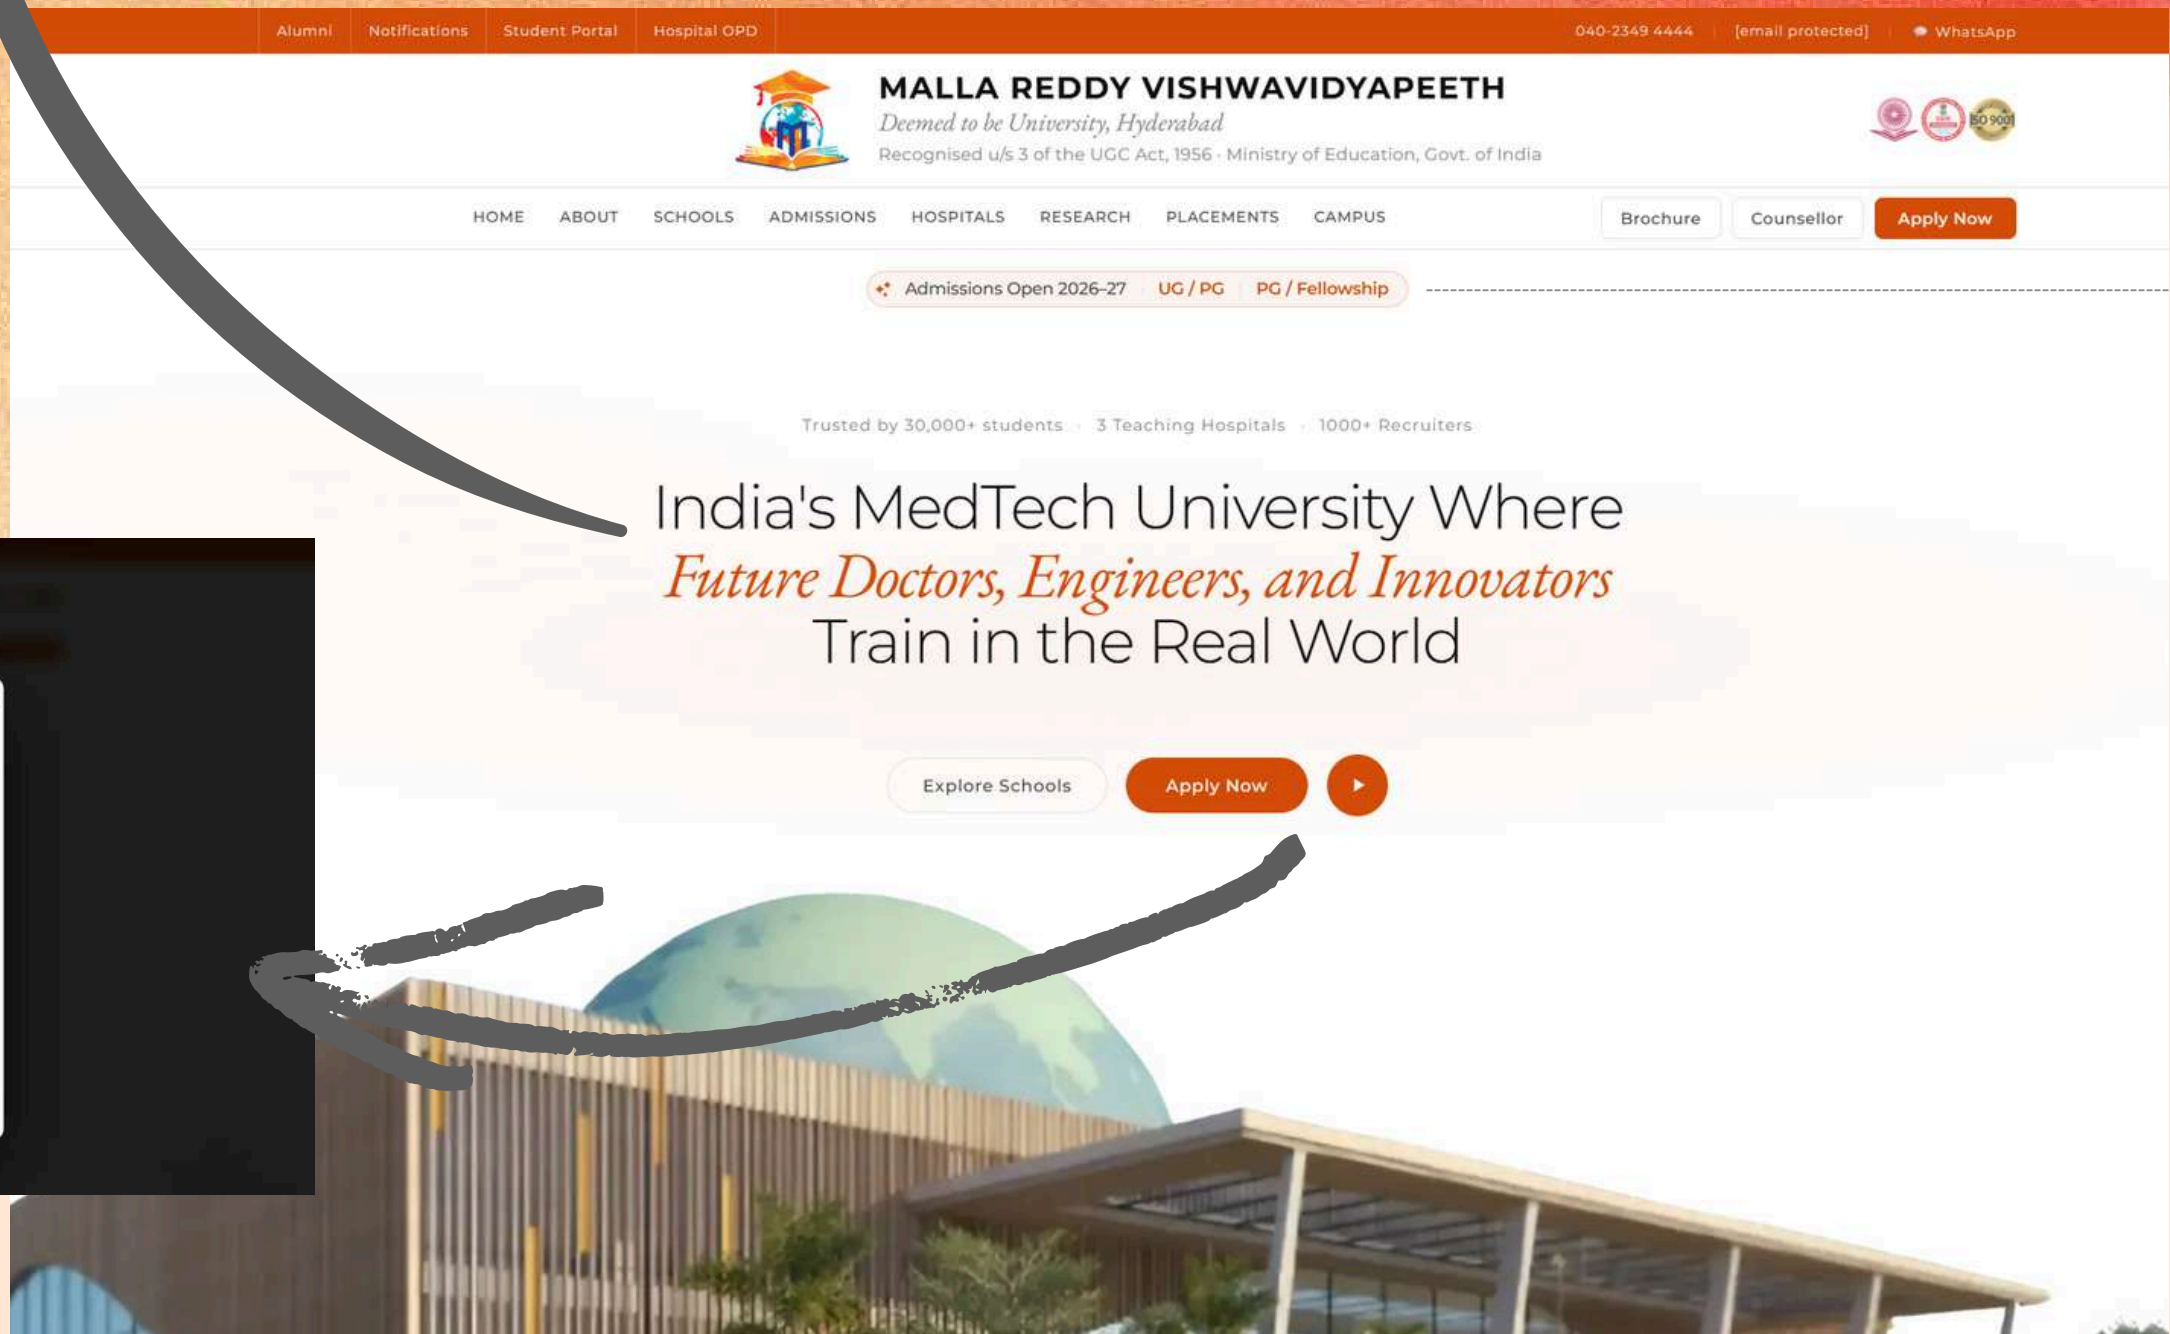 Alumni Notifications Student Portal Hospital OPD 040-2349 4444 [email protected] WhatsApp
MALLA REDDY VISHWAVIDYAPEETH
Deemed to be University, Hyderabad
Recognised u/s 3 of the UGC Act, 1956 · Ministry of Education, Govt. of India
ISO 9001
HOME ABOUT SCHOOLS ADMISSIONS HOSPITALS RESEARCH PLACEMENTS CAMPUS Brochure Counsellor Apply Now
Admissions Open 2026–27 UG / PG PG / Fellowship
Trusted by 30,000+ students · 3 Teaching Hospitals · 1000+ Recruiters
India's MedTech University Where
Future Doctors, Engineers, and Innovators
Train in the Real World
Explore Schools Apply Now